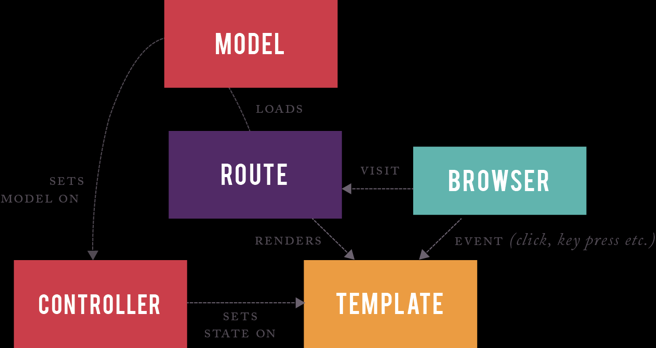 MODEL
LOADS
ROUTE
VISIT
BROWSER
SETS
MODEL ON
RENDERS
EVENT (click, key press etc.)
CONTROLLER
SETS
STATE ON
TEMPLATE